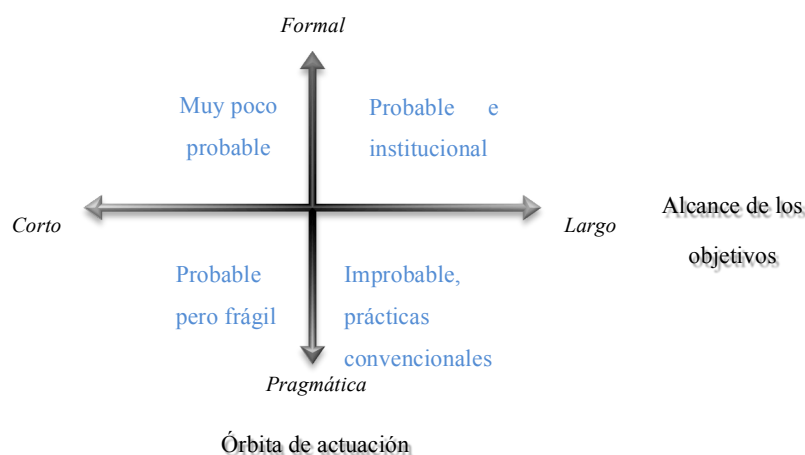 Formal
Muy poco
probable
Probable e
institucional
Corto
Largo
Alcance de los
objetivos
Probable
pero frágil
Improbable,
prácticas
convencionales
Pragmática
Órbita de actuación